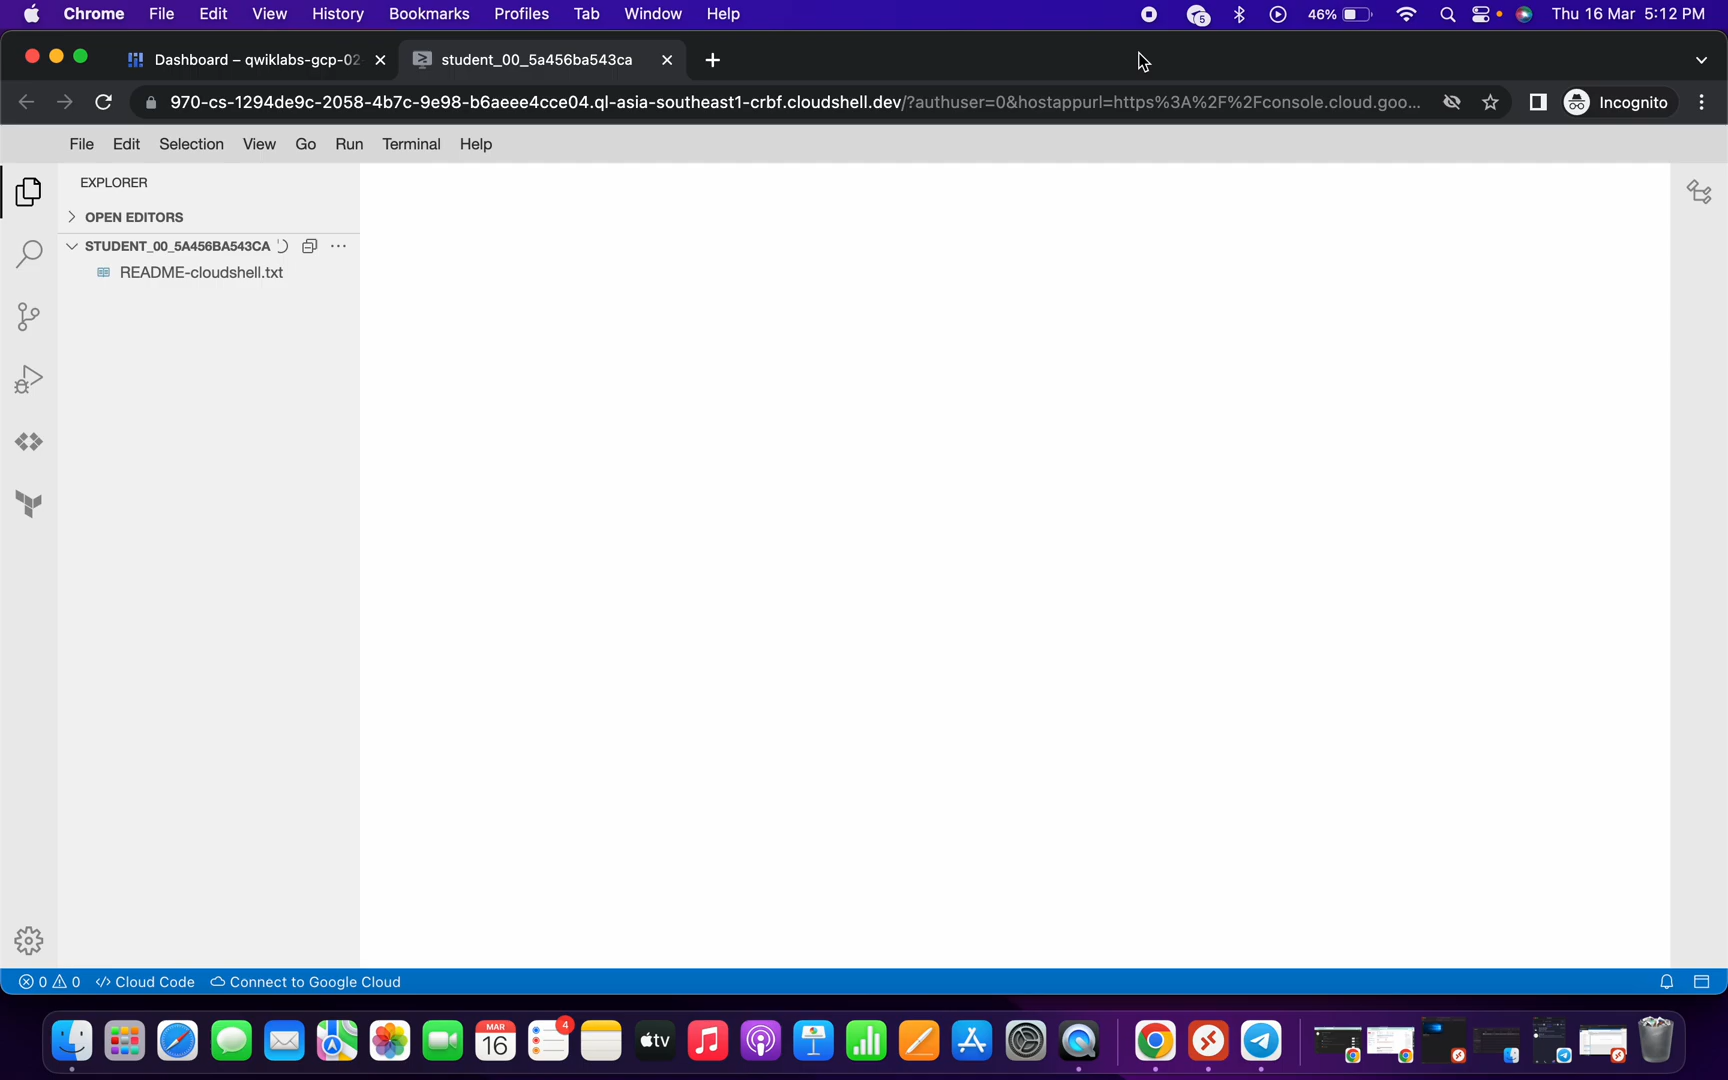 Chrome File Edit View History Bookmarks Profiles Tab Window Help 5 46% Thu 16 Mar 5:12 PM
Dashboard – qwiklabs-gcp-02 student_00_5a456ba543ca
970-cs-1294de9c-2058-4b7c-9e98-b6aeee4cce04.ql-asia-southeast1-crbf.cloudshell.dev/?authuser=0&hostappurl=https%3A%2F%2Fconsole.cloud.goo... Incognito
File Edit Selection View Go Run Terminal Help
EXPLORER
OPEN EDITORS
STUDENT_00_5A456BA543CA
README-cloudshell.txt
0 0 Cloud Code Connect to Google Cloud
MAR
16
4
tv